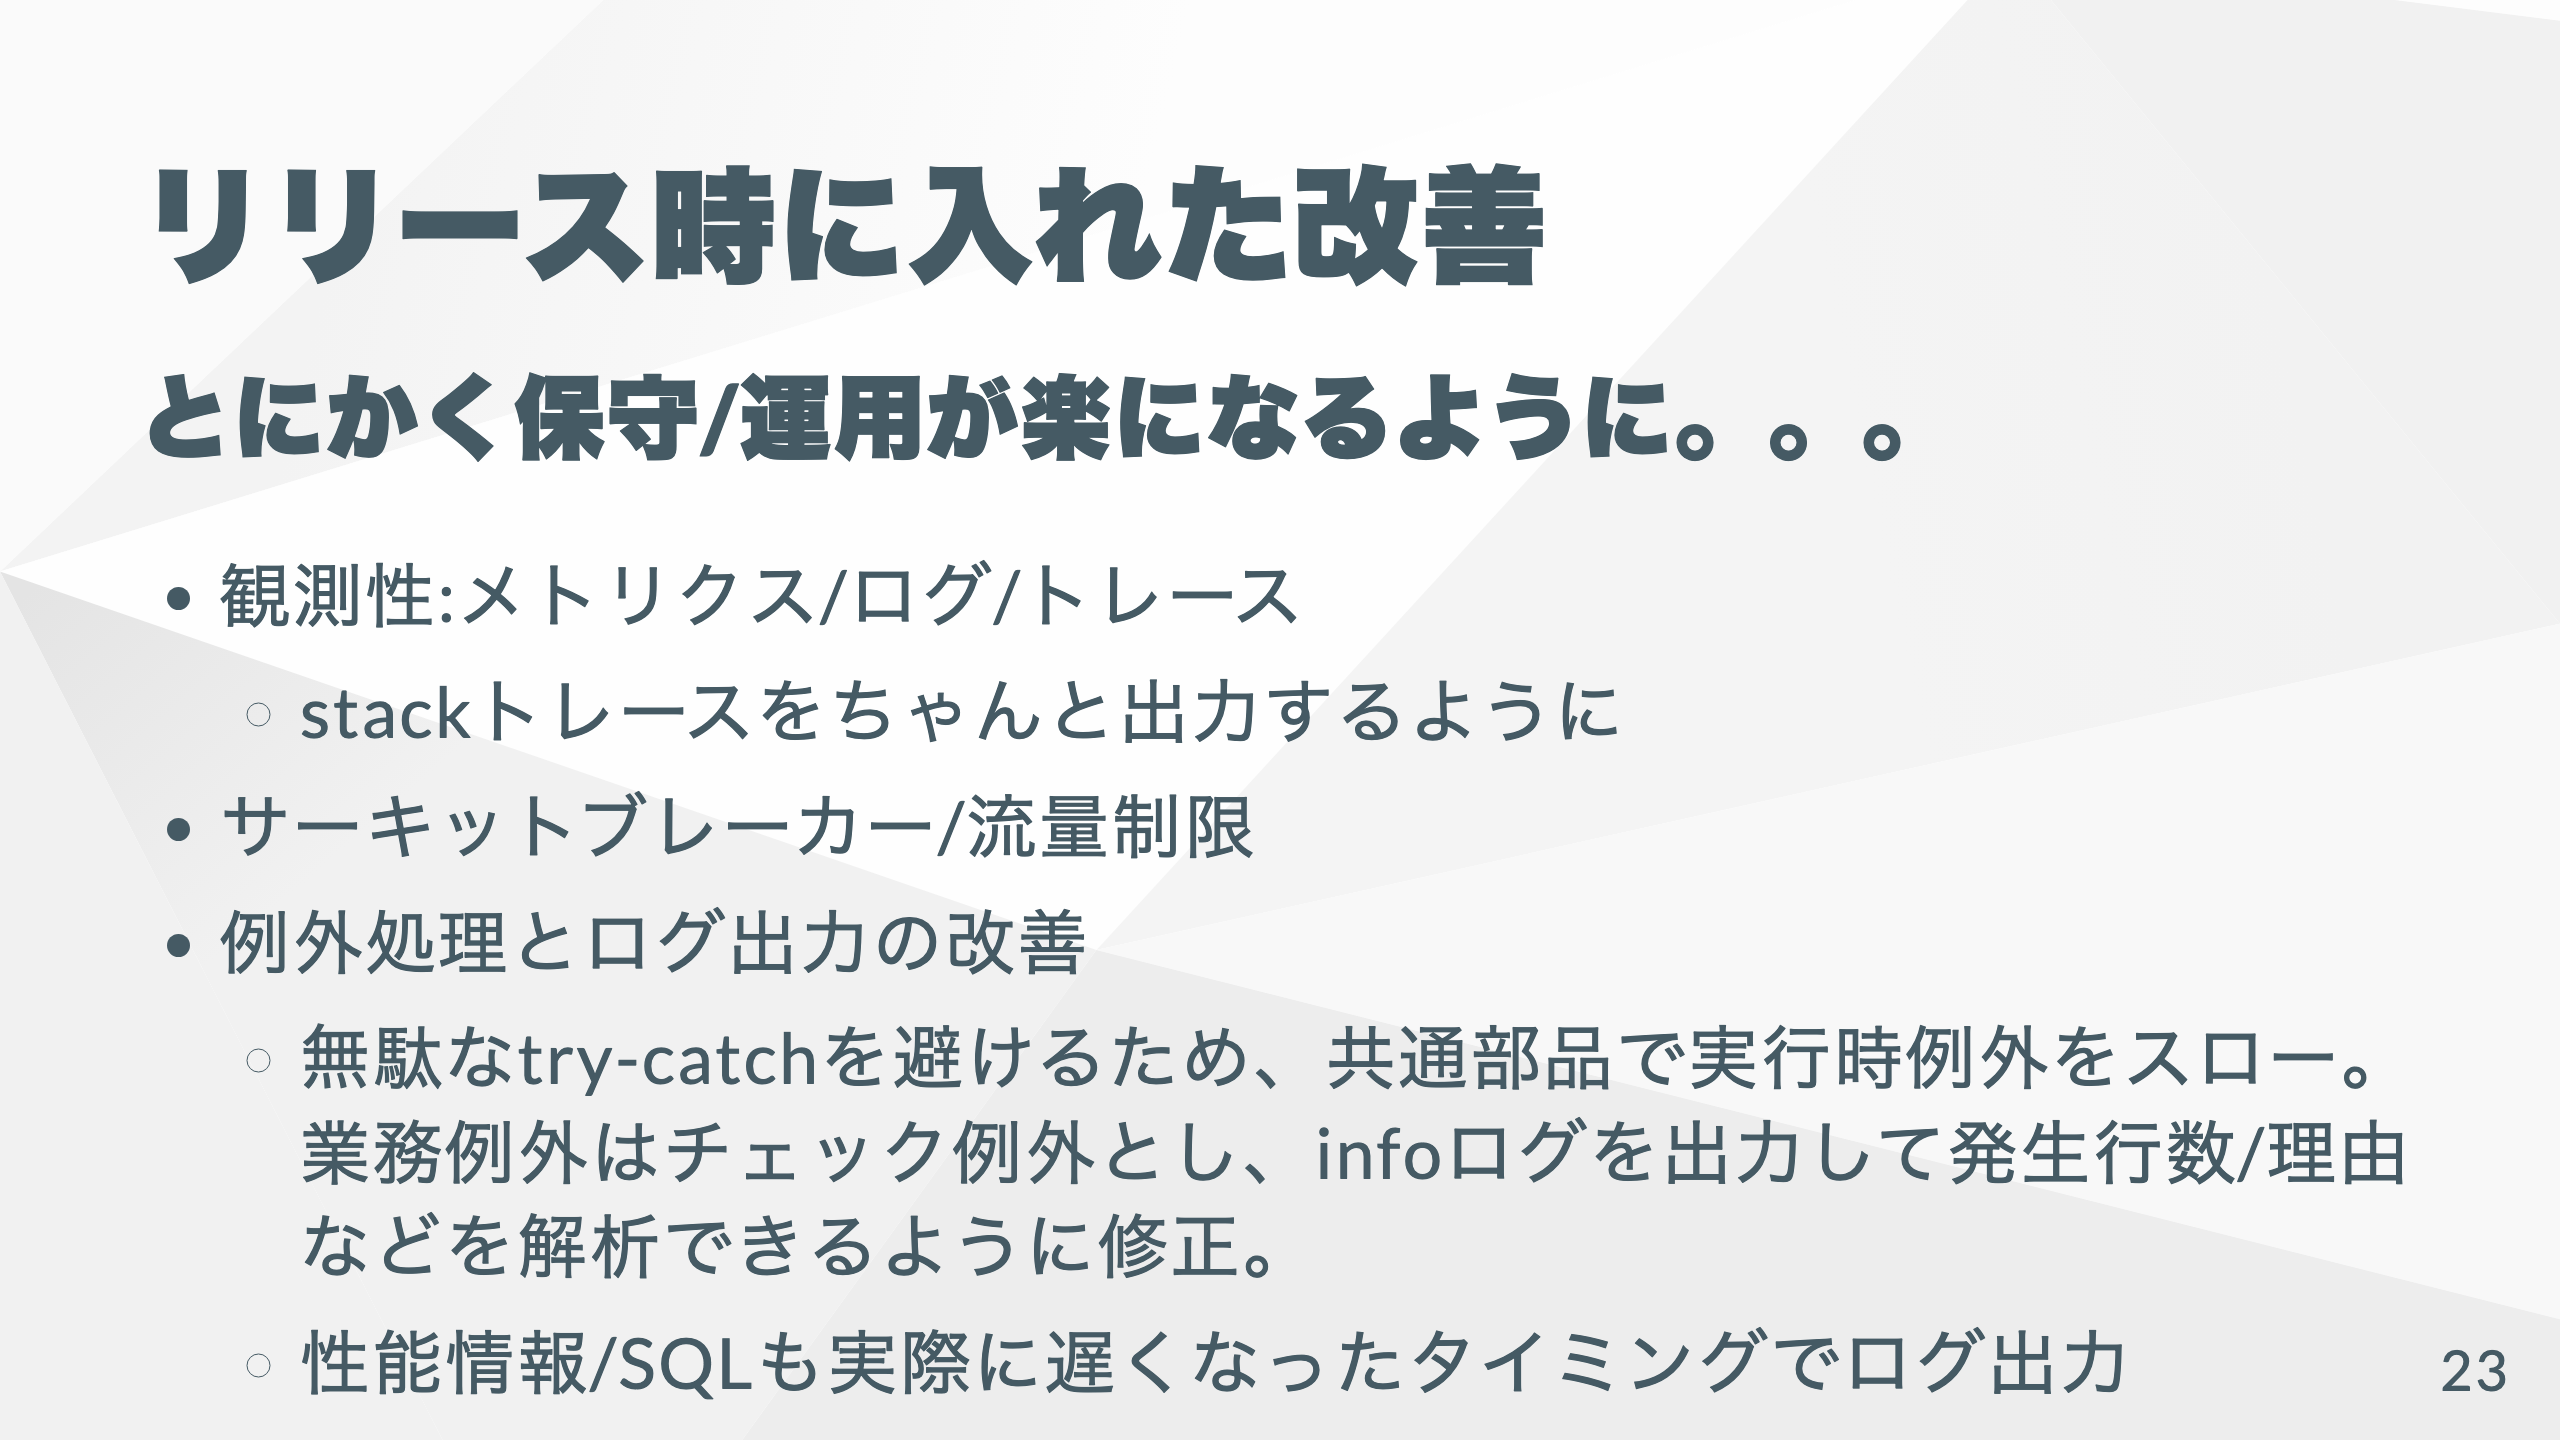 リリース時に入れた改善
とにかく保守/運用が楽になるように。。。
• 観測性:メトリクス/ログ/トレース
○ stackトレースをちゃんと出力するように
• サーキットブレーカー/流量制限
• 例外処理とログ出力の改善
○ 無駄なtry-catchを避けるため、共通部品で実行時例外をスロー。
業務例外はチェック例外とし、infoログを出力して発生行数/理由
などを解析できるように修正。
○ 性能情報/SQLも実際に遅くなったタイミングでログ出力
23